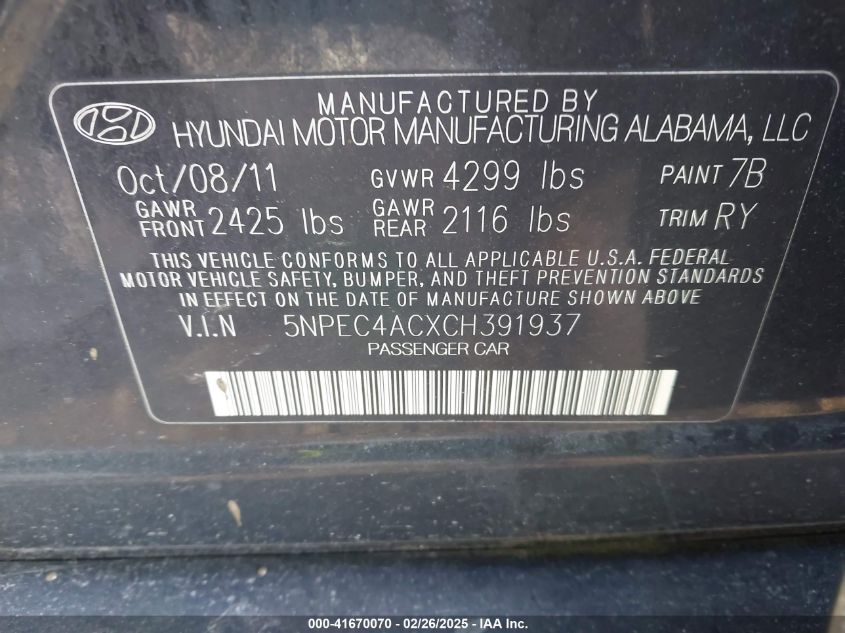 MANUFACTURED BY
HYUNDAI MOTOR MANUFACTURING ALABAMA, LLC
Oct/08/11 GVWR 4299 lbs PAINT 7B
GAWR FRONT 2425 lbs GAWR REAR 2116 lbs TRIM RY
THIS VEHICLE CONFORMS TO ALL APPLICABLE U.S.A. FEDERAL
MOTOR VEHICLE SAFETY, BUMPER, AND THEFT PREVENTION STANDARDS
IN EFFECT ON THE DATE OF MANUFACTURE SHOWN ABOVE
V.I.N 5NPEC4ACXCH391937
PASSENGER CAR
000-41670070 - 02/26/2025 - IAA Inc.